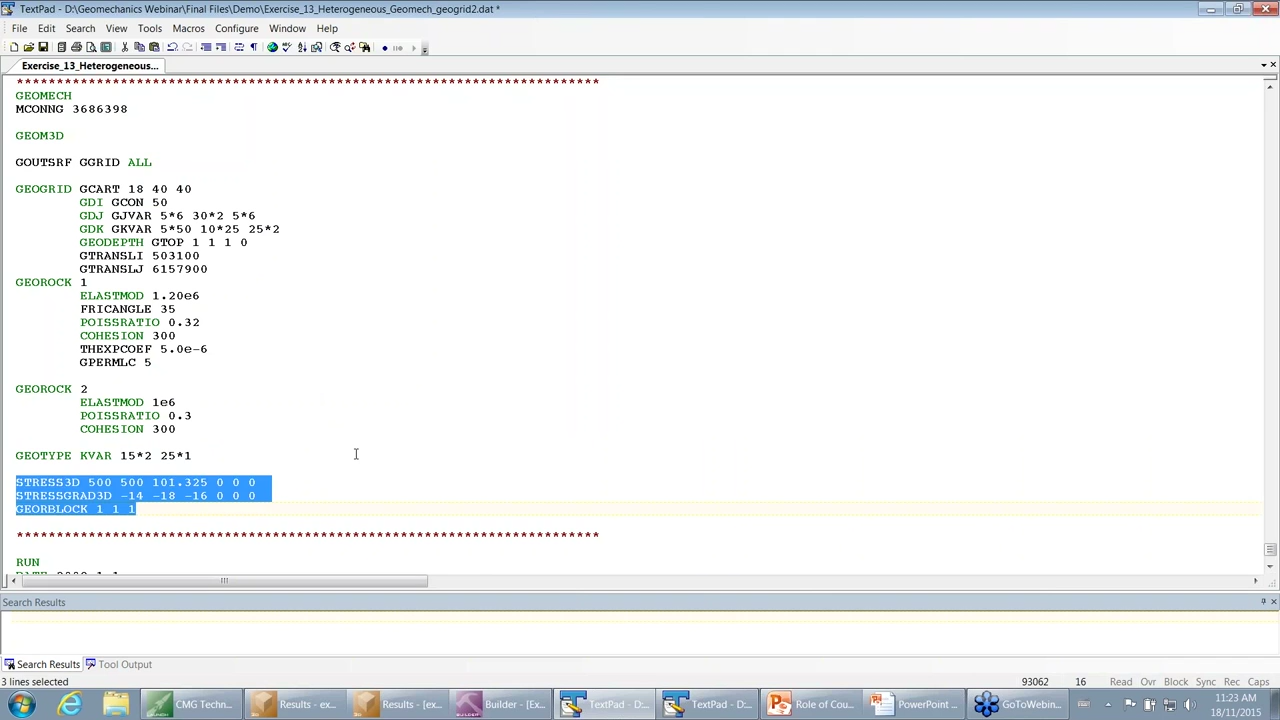 TextPad - D:\Geomechanics Webinar\Final Files\Demo\Exercise_13_Heterogeneous_Geomech_geogrid2.dat *
File Edit Search View Tools Macros Configure Window Help
Exercise_13_Heterogeneous...
*************************************************************************
GEOMECH
MCONNG 3686398
GEOM3D
GOUTSRF GGRID ALL
GEOGRID GCART 18 40 40
GDI GCON 50
GDJ GJVAR 5*6 30*2 5*6
GDK GKVAR 5*50 10*25 25*2
GEODEPTH GTOP 1 1 1 0
GTRANSLI 503100
GTRANSLJ 6157900
GEOROCK 1
ELASTMOD 1.20e6
FRICANGLE 35
POISSRATIO 0.32
COHESION 300
THEXPCOEF 5.0e-6
GPERMLC 5
GEOROCK 2
ELASTMOD 1e6
POISSRATIO 0.3
COHESION 300
GEOTYPE KVAR 15*2 25*1
STRESS3D 500 500 101.325 0 0 0
STRESSGRAD3D -14 -18 -16 0 0 0
GEORBLOCK 1 1 1
*************************************************************************
RUN
Search Results
Search Results Tool Output
3 lines selected 93062 16 Read Ovr Block Sync Rec Caps
CMG Techn... Results - ex... Results - [ex... Builder - [Ex... TextPad - D:... TextPad - D:... Role of Cou... PowerPoint ... GoToWebin...
11:23 AM
18/11/2015